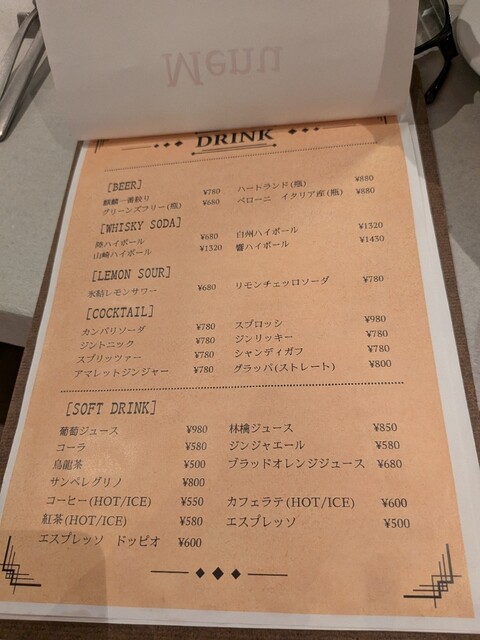 Menu
DRINK
[BEER]
麒麟一番搾り ¥780 ハートランド(瓶) ¥880
グリーンズフリー(瓶) ¥680 ペローニ イタリア産(瓶) ¥880
[WHISKY SODA]
陸ハイボール ¥680 白州ハイボール ¥1320
山崎ハイボール ¥1320 響ハイボール ¥1430
[LEMON SOUR]
氷結レモンサワー ¥680 リモンチェッロソーダ ¥780
[COCKTAIL]
カンパリソーダ ¥780 スプロッシ ¥980
ジントニック ¥780 ジンリッキー ¥780
スプリッツァー ¥780 シャンディガフ ¥780
アマレットジンジャー ¥780 グラッパ(ストレート) ¥800
[SOFT DRINK]
葡萄ジュース ¥980 林檎ジュース ¥850
コーラ ¥580 ジンジャエール ¥580
烏龍茶 ¥500 ブラッドオレンジジュース ¥680
サンペレグリノ ¥800
コーヒー(HOT/ICE) ¥550 カフェラテ(HOT/ICE) ¥600
紅茶(HOT/ICE) ¥580 エスプレッソ ¥500
エスプレッソ ドッピオ ¥600